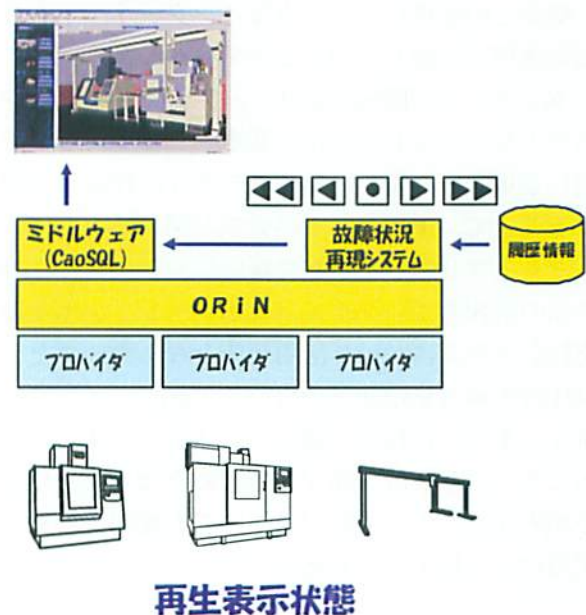 ミドルウェア
(CaoSQL)
故障状況
再現システム
履歴情報
ORiN
プロバイダ
プロバイダ
プロバイダ
再生表示状態